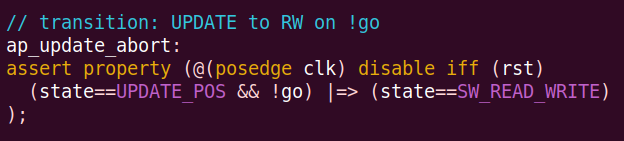 // transition: UPDATE to RW on !go
ap_update_abort:
assert property (@(posedge clk) disable iff (rst)
  (state==UPDATE_POS && !go) |=> (state==SW_READ_WRITE)
);